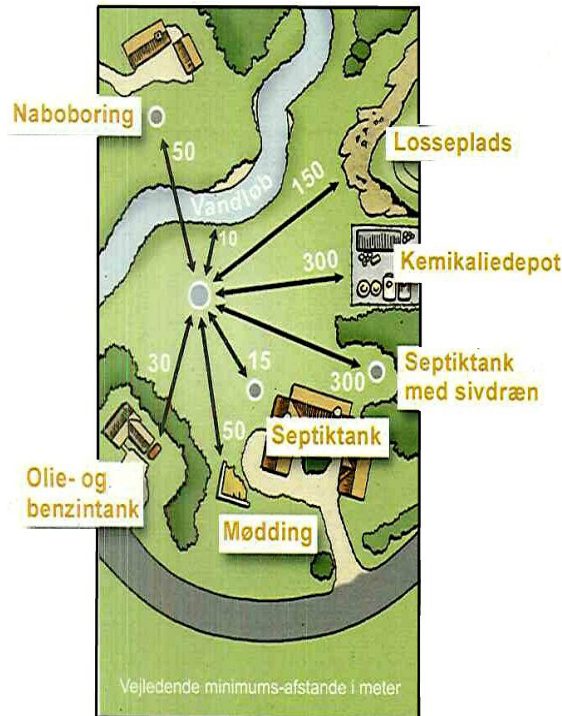 Naboboring
50
Losseplads
150
Vandløb
10
Kemikaliedepot
300
Septiktank
med sivdræn
300
30
15
Septiktank
50
Olie- og
benzintank
Mødding
Vejledende minimums-afstande i meter